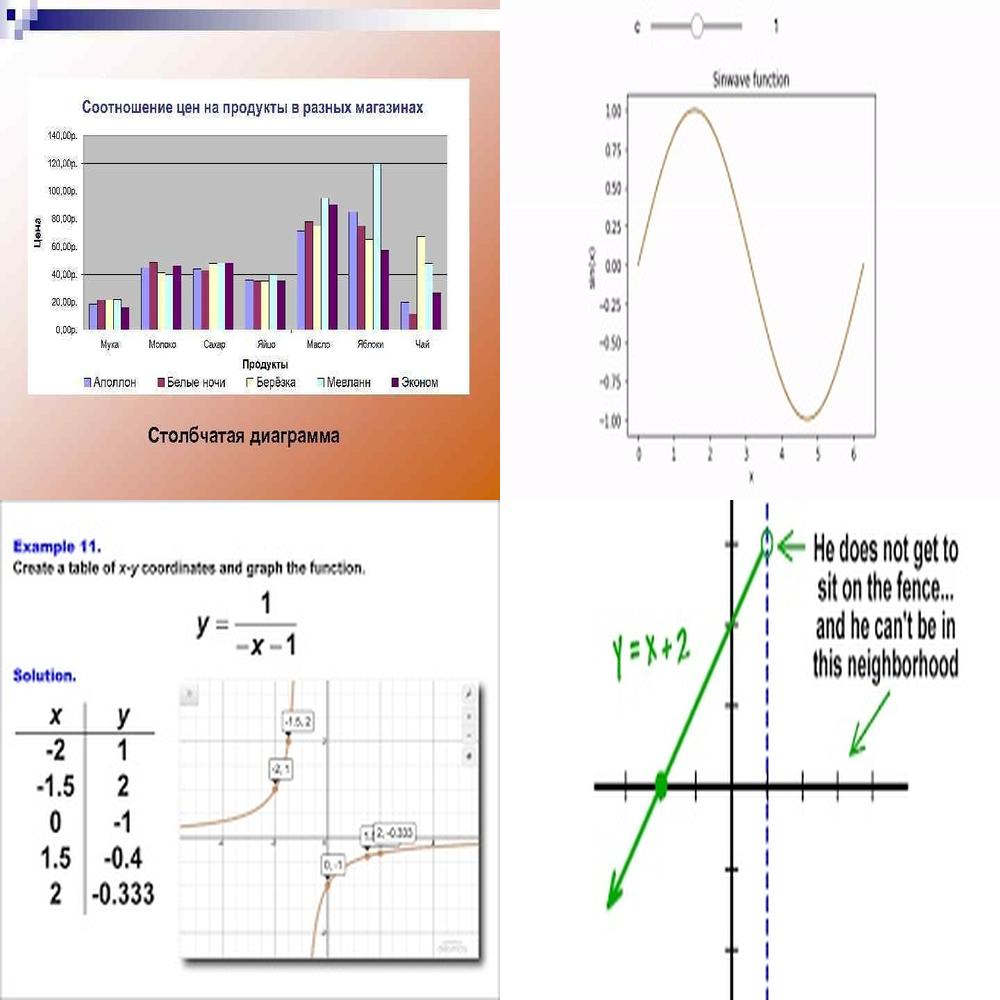 Соотношение цен на продукты в разных магазинах
140,00р.
120,00р.
100,00р.
80,00р.
60,00р.
40,00р.
20,00р.
0,00р.
Цена
Мука Молоко Сахар Яйцо Масло Яблоки Чай
Продукты
Аполлон Белые ночи Берёзка Мевланн Эконом
Столбчатая диаграмма
c 1
Sinwave function
1.00
0.75
0.50
0.25
0.00
−0.25
−0.50
−0.75
−1.00
sin(x)
0 1 2 3 4 5 6
x
Example 11.
Create a table of x-y coordinates and graph the function.
y = 1 / (−x − 1)
Solution.
x y
-2 1
-1.5 2
0 -1
1.5 -0.4
2 -0.333
-1.5, 2
-2, 1
2, -0.333
0, -1
He does not get to
sit on the fence...
and he can't be in
this neighborhood
y = x + 2